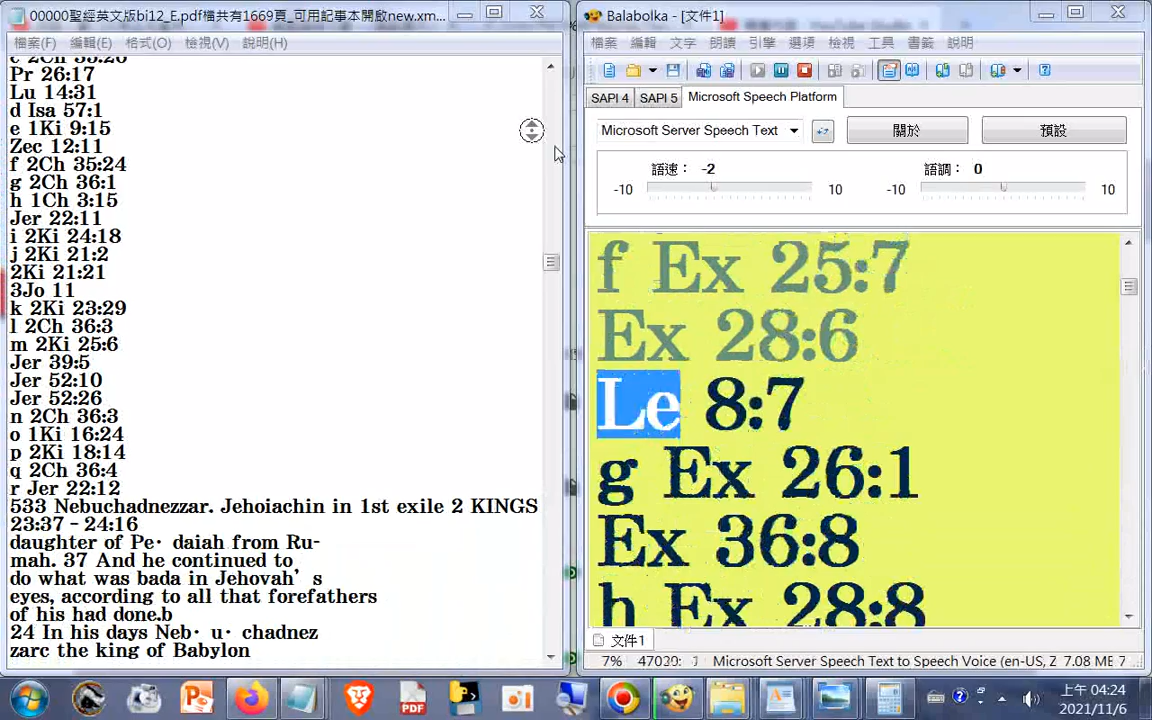 00000聖經英文版bi12_E.pdf檔共有1669頁_可用記事本開啟new.xm...
檔案(F) 編輯(E) 格式(O) 檢視(V) 說明(H)
c 2Ch 35:20
Pr 26:17
Lu 14:31
d Isa 57:1
e 1Ki 9:15
Zec 12:11
f 2Ch 35:24
g 2Ch 36:1
h 1Ch 3:15
Jer 22:11
i 2Ki 24:18
j 2Ki 21:2
2Ki 21:21
3Jo 11
k 2Ki 23:29
l 2Ch 36:3
m 2Ki 25:6
Jer 39:5
Jer 52:10
Jer 52:26
n 2Ch 36:3
o 1Ki 16:24
p 2Ki 18:14
q 2Ch 36:4
r Jer 22:12
533 Nebuchadnezzar. Jehoiachin in 1st exile 2 KINGS
23:37–24:16
daughter of Pe·daiah from Ru-
mah. 37 And he continued to
do what was bada in Jehovah’s
eyes, according to all that forefathers
of his had done.b
24 In his days Neb·u·chadnez
zarc the king of Babylon
Balabolka - [文件1]
檔案 編輯 文字 朗讀 引擎 選項 檢視 工具 書籤 說明
SAPI 4 SAPI 5 Microsoft Speech Platform
Microsoft Server Speech Text 關於 預設
語速： -2 語調： 0
-10 10 -10 10
f Ex 25:7
Ex 28:6
Le 8:7
g Ex 26:1
Ex 36:8
h Ex 28:8
文件1
7% 47039: Microsoft Server Speech Text to Speech Voice (en-US, Z 7.08 MB 7
PDF
上午 04:24
2021/11/6